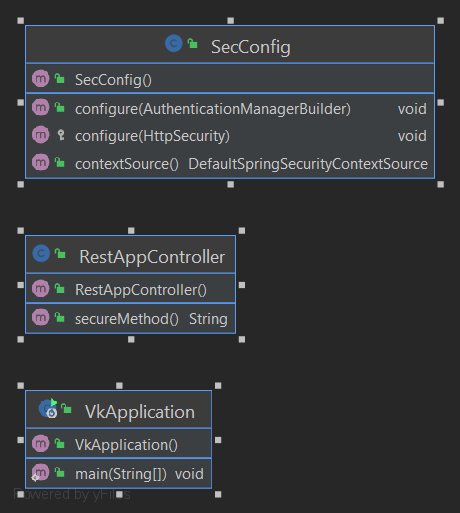 SecConfig
SecConfig()
configure(AuthenticationManagerBuilder) void
configure(HttpSecurity) void
contextSource() DefaultSpringSecurityContextSource
RestAppController
RestAppController()
secureMethod() String
VkApplication
VkApplication()
main(String[]) void
Powered by yFiles